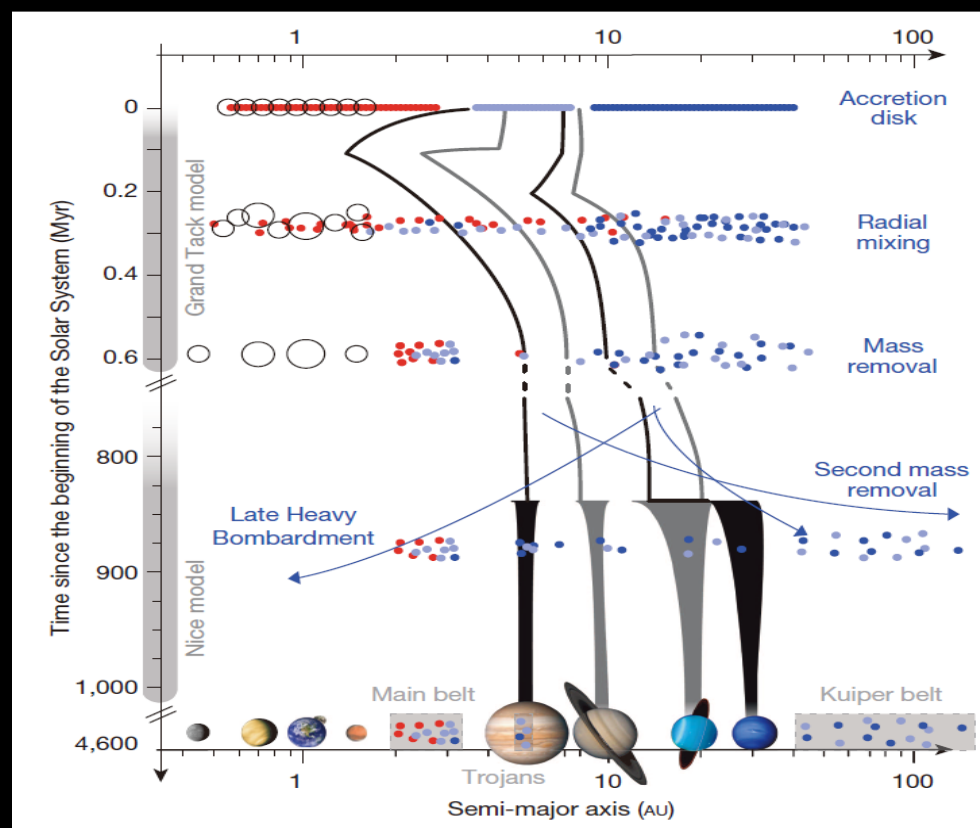 1 10 100
0
Accretion
disk
0.2
Radial
mixing
0.4
0.6
Mass
removal
Grand Tack model
Time since the beginning of the Solar System (Myr)
800
Second mass
removal
Late Heavy
Bombardment
900
Nice model
1,000
Main belt
Kuiper belt
4,600
Trojans
1 10 100
Semi-major axis (AU)